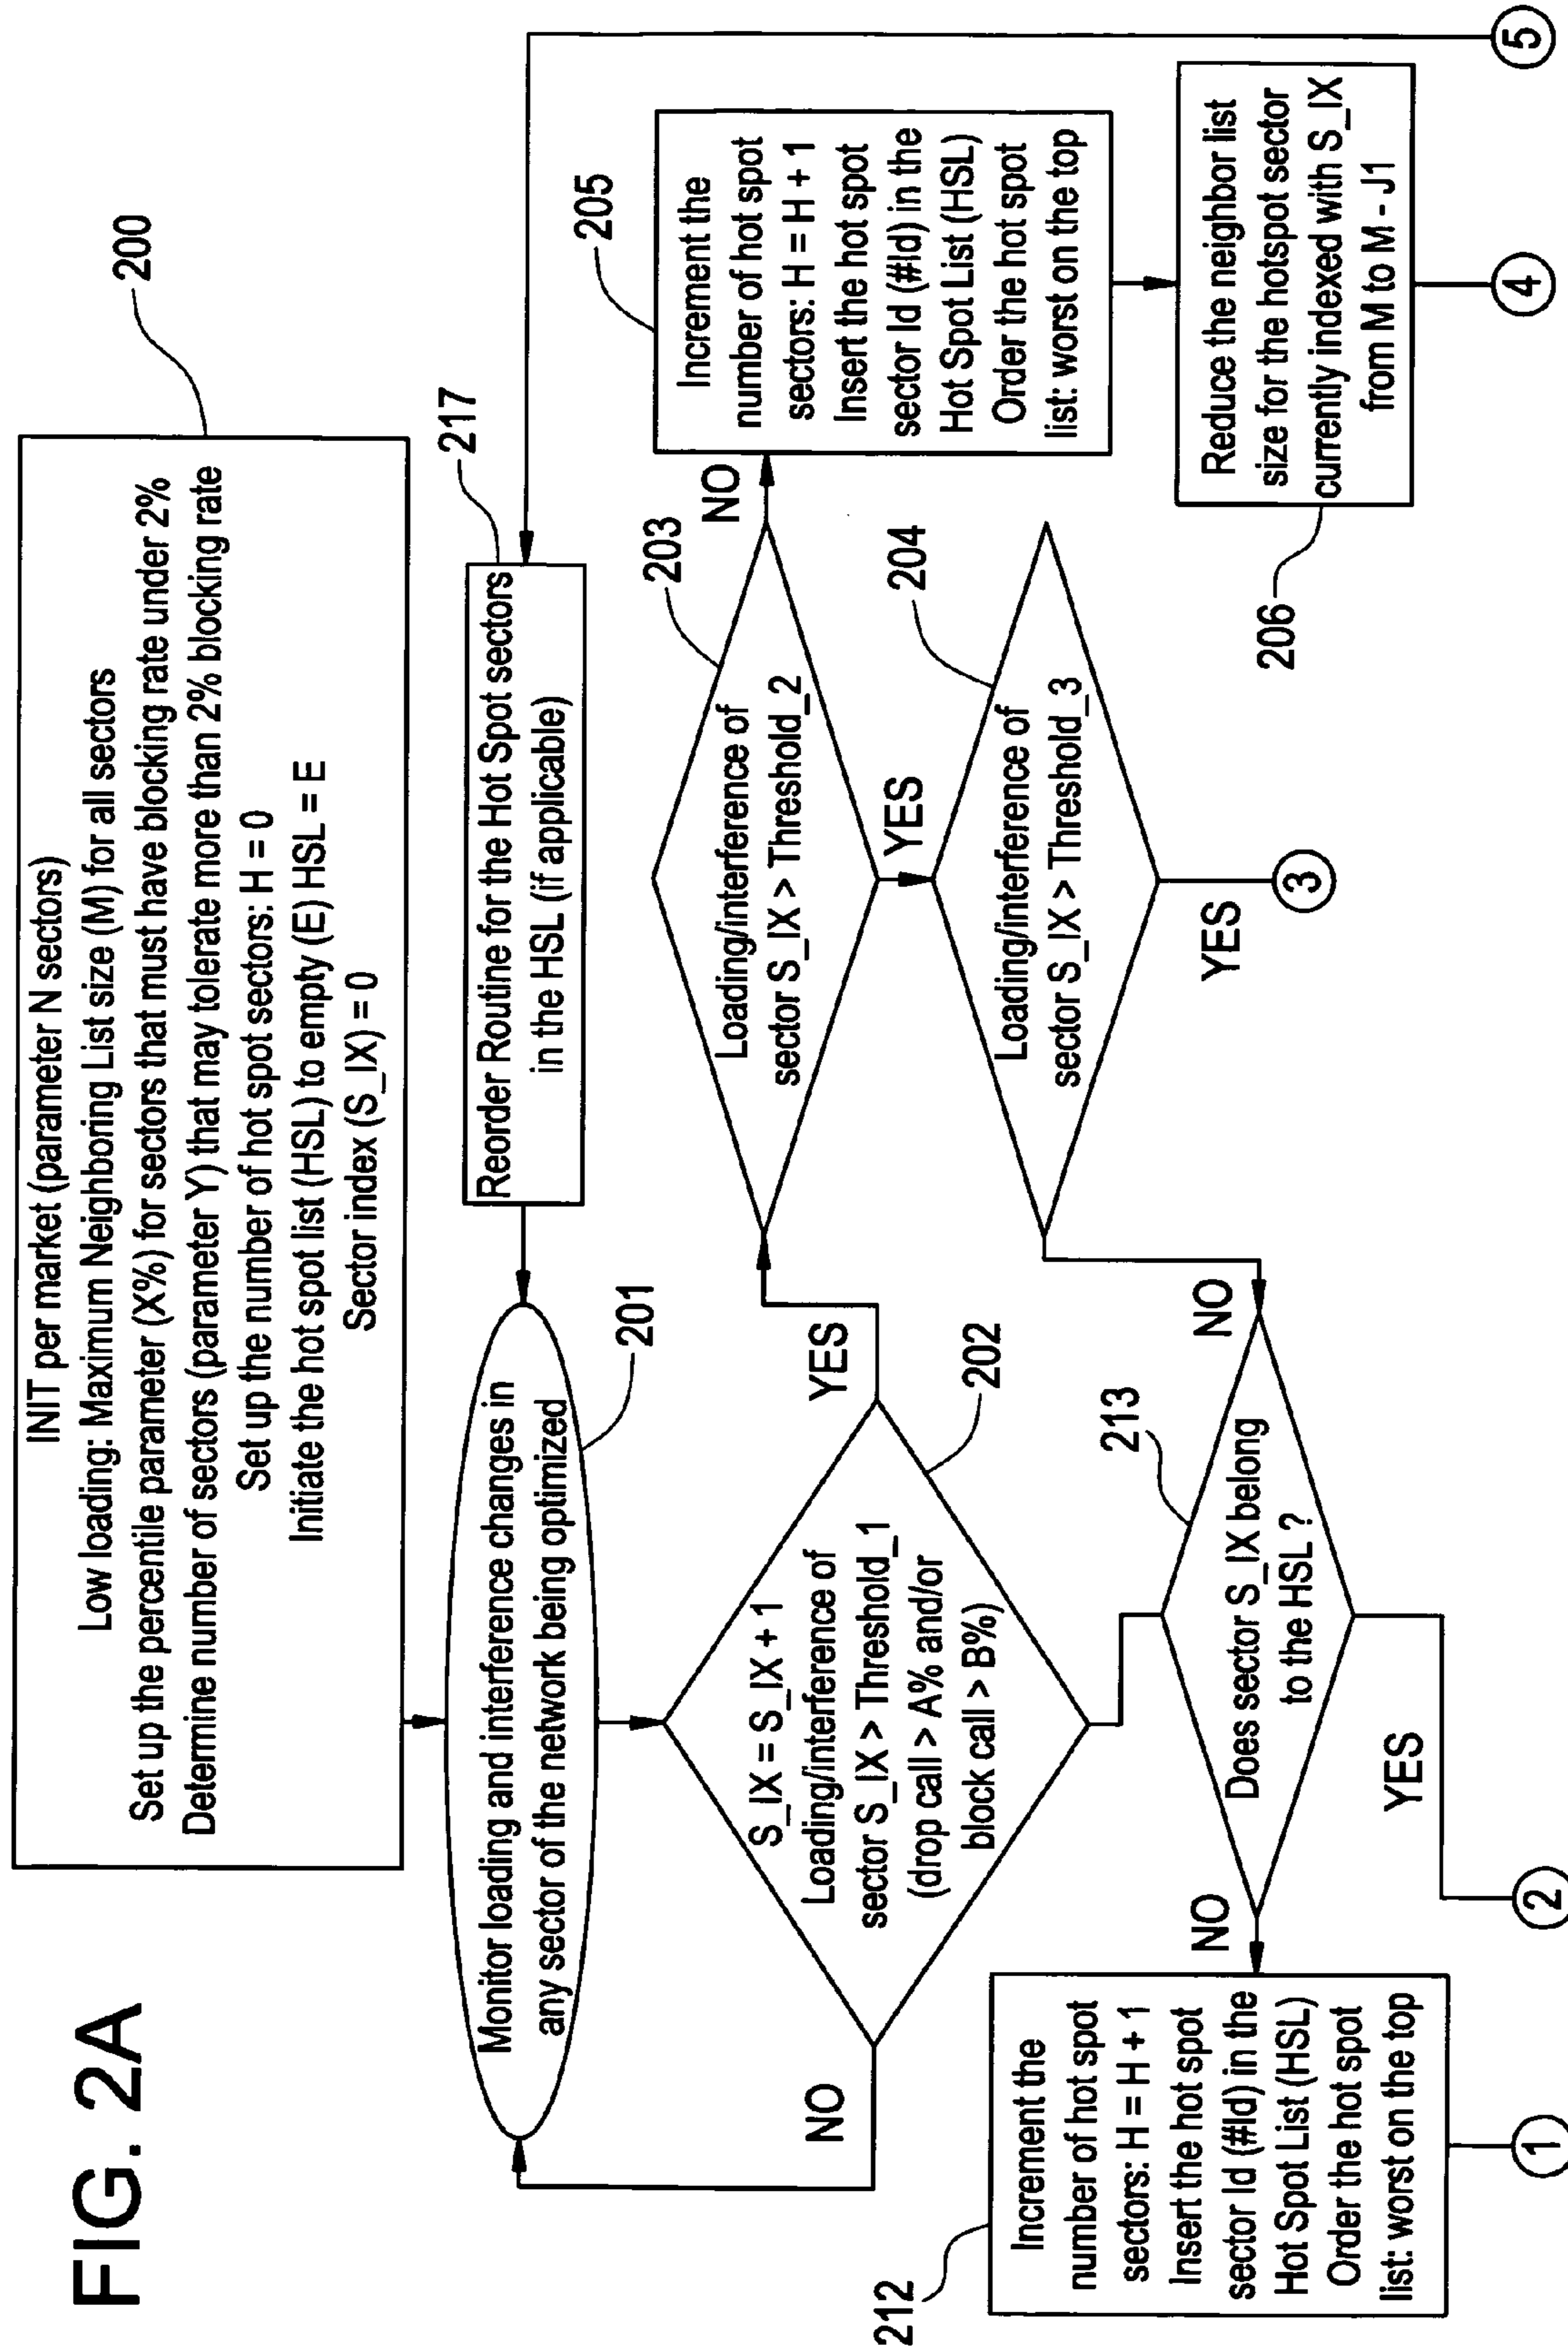 FIG. 2A
INIT per market (parameter N sectors)
Low loading: Maximum Neighboring List size (M) for all sectors
Set up the percentile parameter (X%) for sectors that must have blocking rate under 2%
Determine number of sectors (parameter Y) that may tolerate more than 2% blocking rate
Set up the number of hot spot sectors: H = 0
Initiate the hot spot list (HSL) to empty (E) HSL = E
Sector index (S_IX) = 0
200
Monitor loading and interference changes in
any sector of the network being optimized
201
Reorder Routine for the Hot Spot sectors
in the HSL (if applicable)
217
S_IX = S_IX + 1
Loading/interference of
sector S_IX > Threshold_1
(drop call > A% and/or
block call > B%)
202
NO
YES
Loading/interference of
sector S_IX > Threshold_2
203
NO
YES
Increment the
number of hot spot
sectors: H = H + 1
Insert the hot spot
sector Id (#Id) in the
Hot Spot List (HSL)
Order the hot spot
list: worst on the top
205
Loading/interference of
sector S_IX > Threshold_3
204
YES
3
NO
Reduce the neighbor list
size for the hotspot sector
currently indexed with S_IX
from M to M - J1
206
4
5
Does sector S_IX belong
to the HSL ?
213
NO
YES
2
Increment the
number of hot spot
sectors: H = H + 1
Insert the hot spot
sector Id (#Id) in the
Hot Spot List (HSL)
Order the hot spot
list: worst on the top
212
1